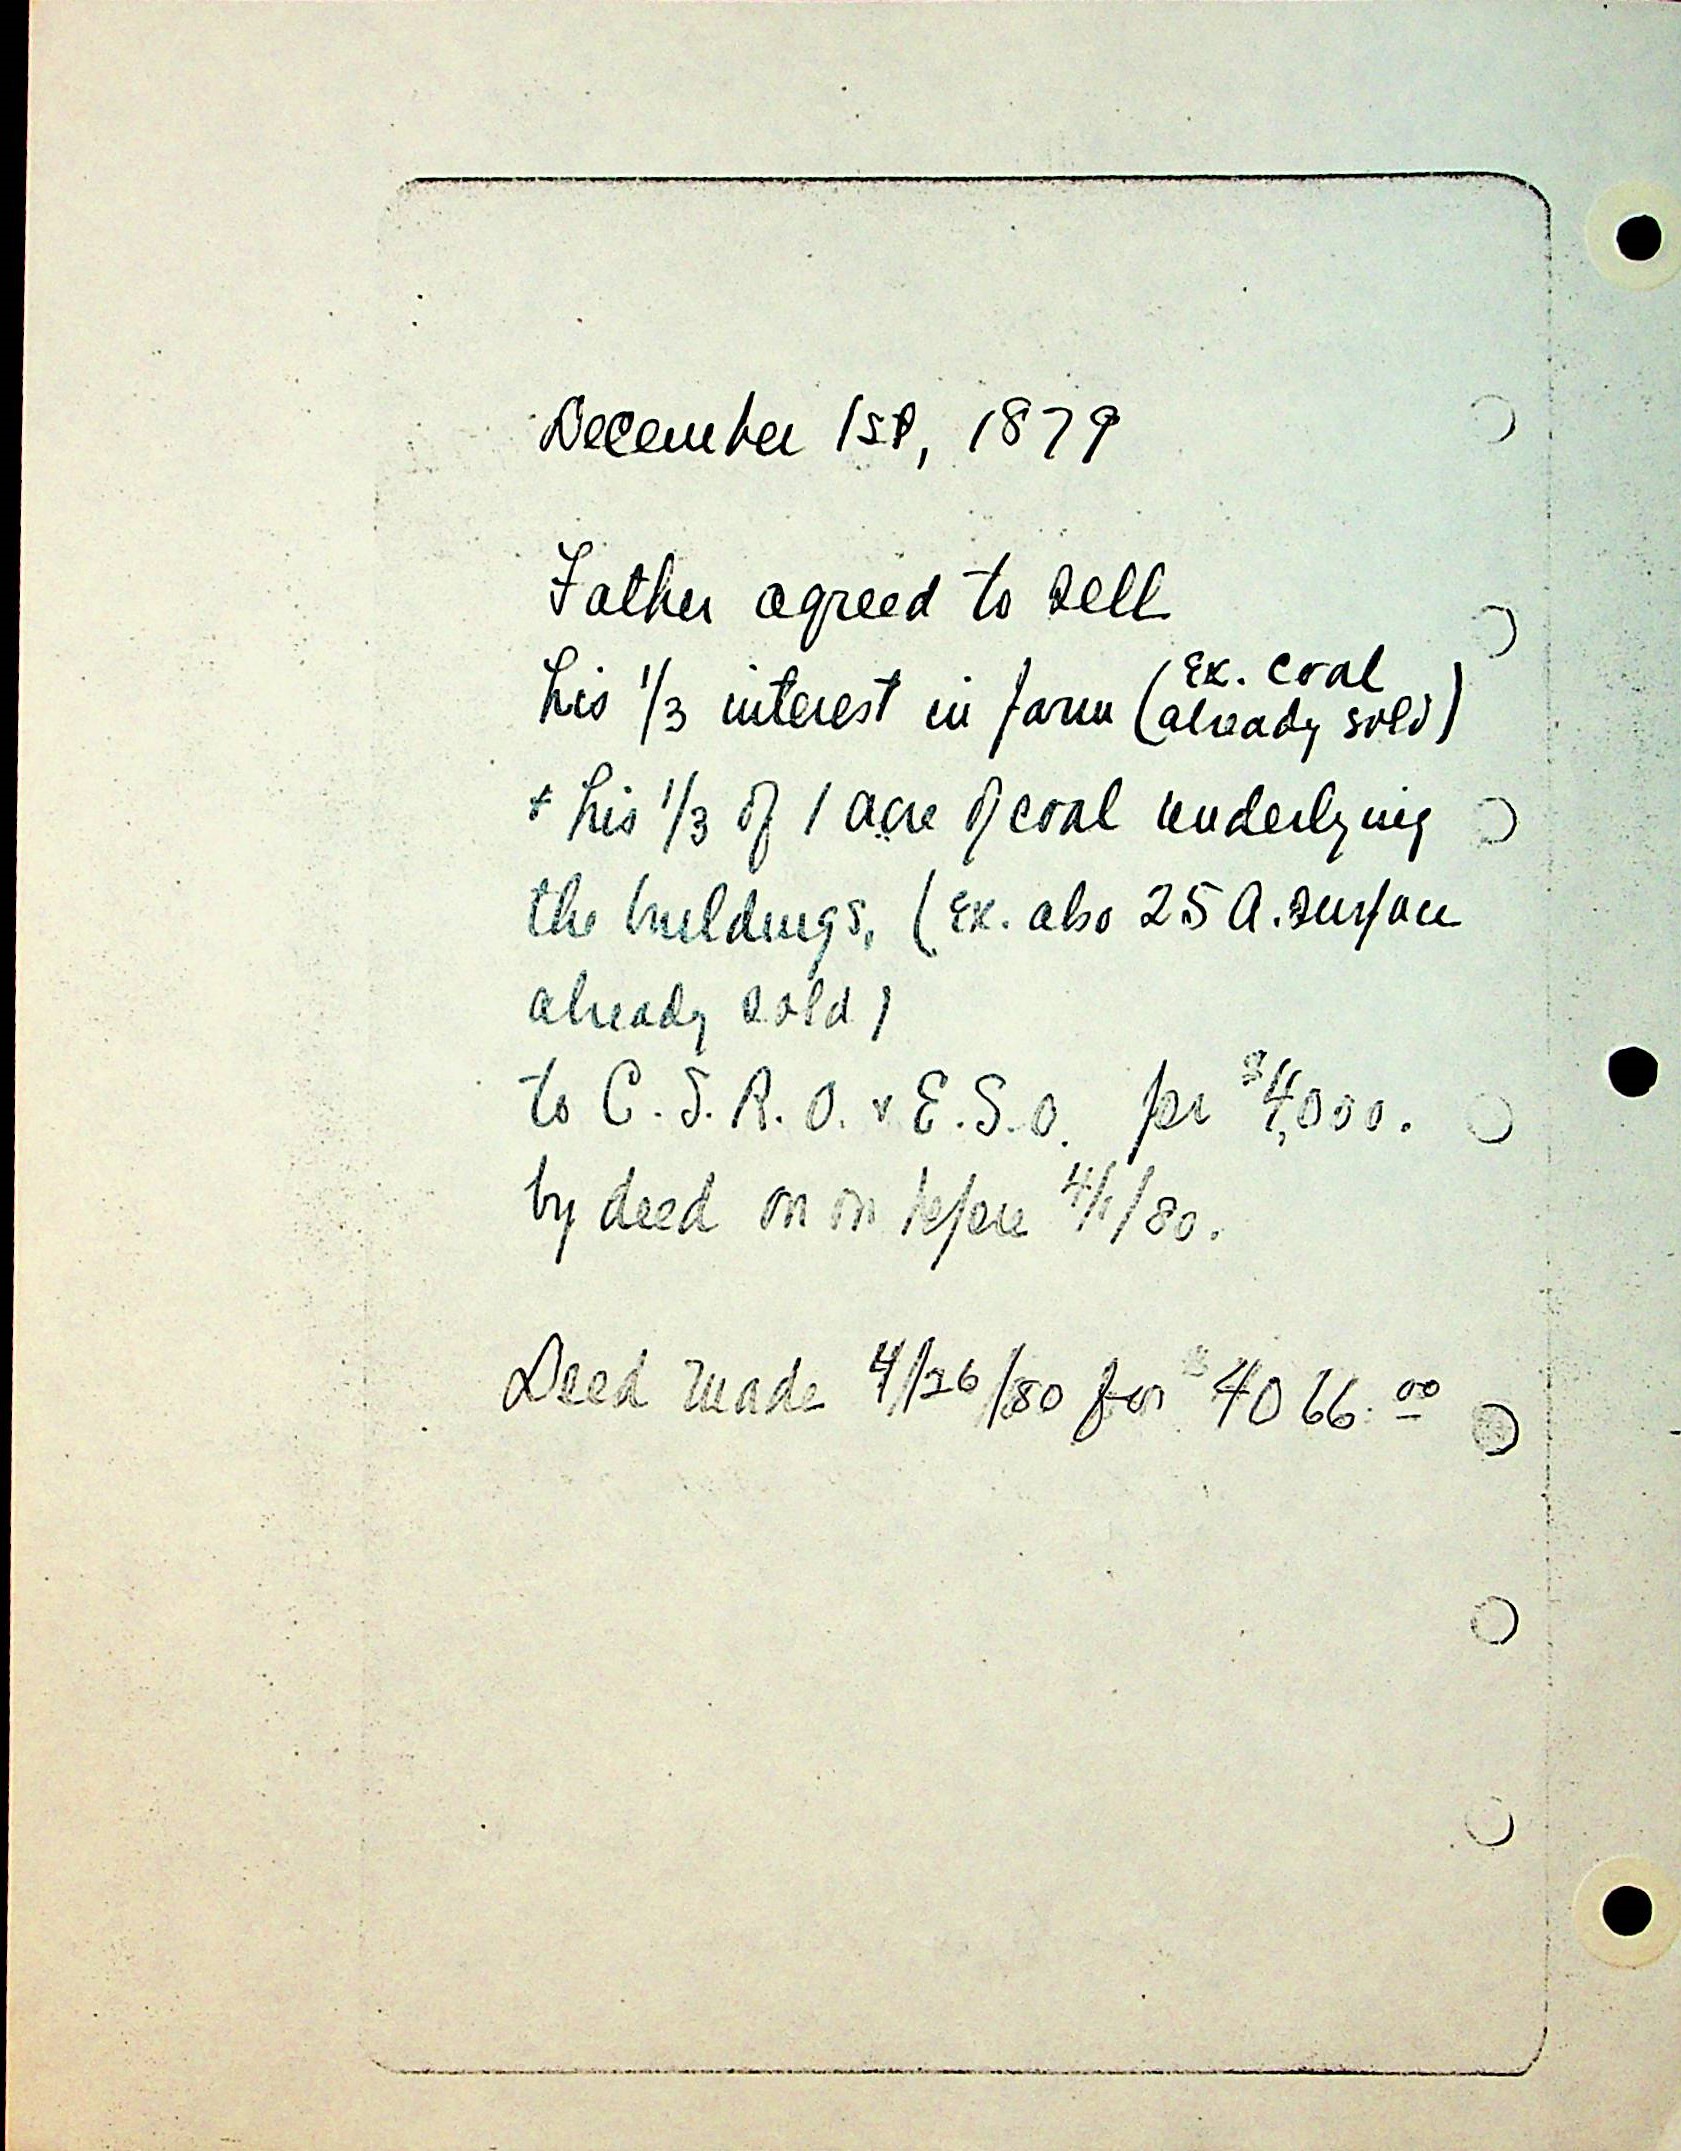 December 1st, 1879
Father agreed to sell
his 1/3 interest in farm (Ex. coal already sold)
+ his 1/3 of 1 acre of coal underlying
the buildings, (Ex. also 25 A. surface
already sold)
to C. S. R. O. & E. S. O. for $4,000.
by deed on or before 4/1/80.
Deed made 4/26/80 for $4066.00